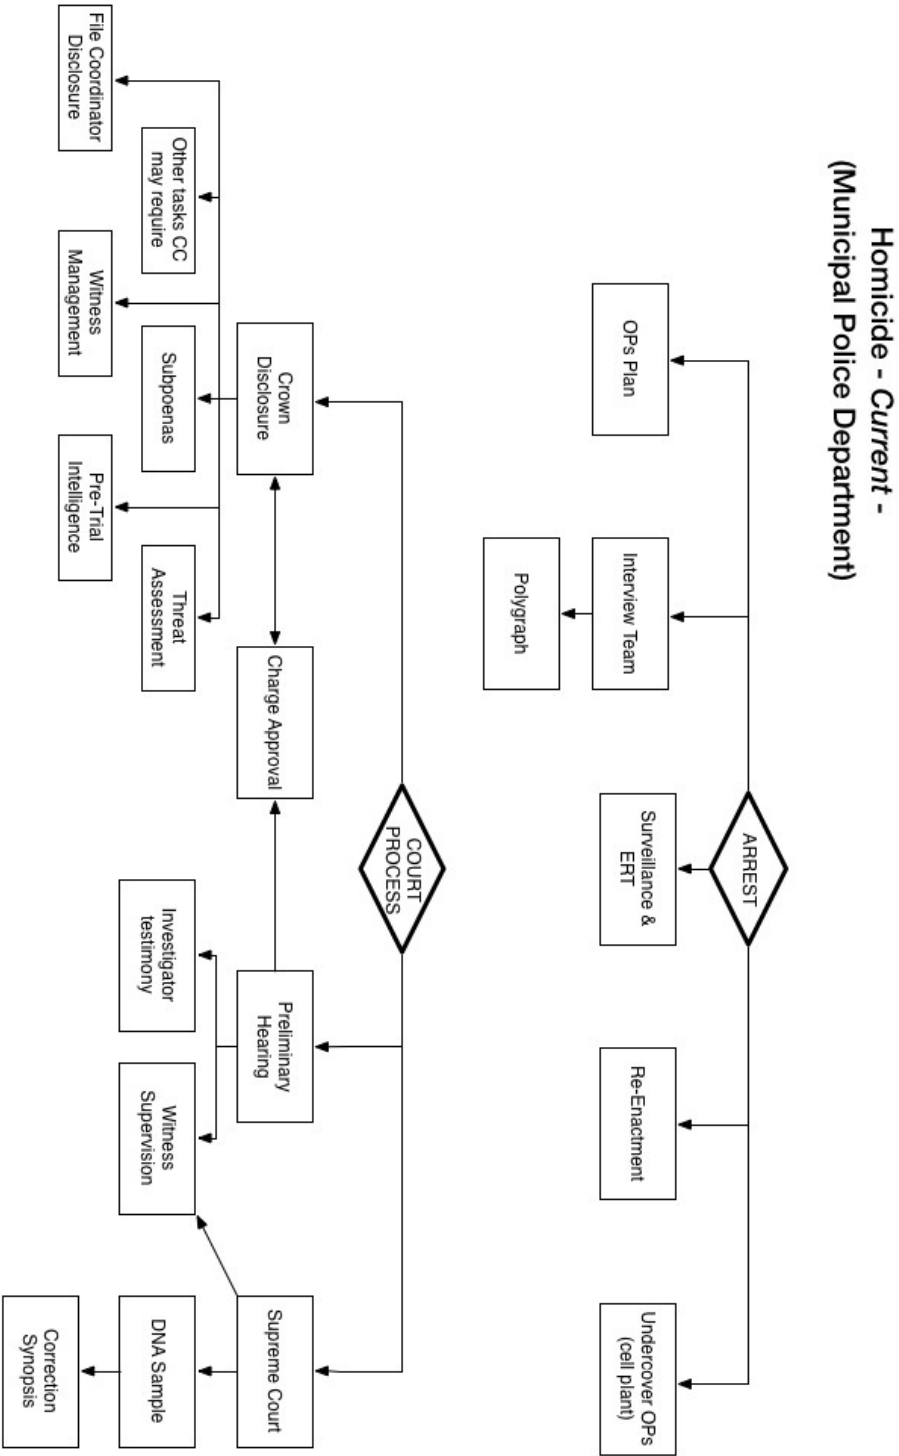 Homicide - Current -
(Municipal Police Department)
ARREST
OPs Plan
Interview Team
Surveillance &
ERT
Re-Enactment
Undercover OPs
(cell plant)
Polygraph
COURT
PROCESS
Crown
Disclosure
Charge Approval
Preliminary
Hearing
Supreme Court
Other tasks CC
may require
Subpoenas
Threat
Assessment
Investigator
testimony
Witness
Supervision
DNA Sample
File Coordinator
Disclosure
Witness
Management
Pre-Trial
Intelligence
Correction
Synopsis